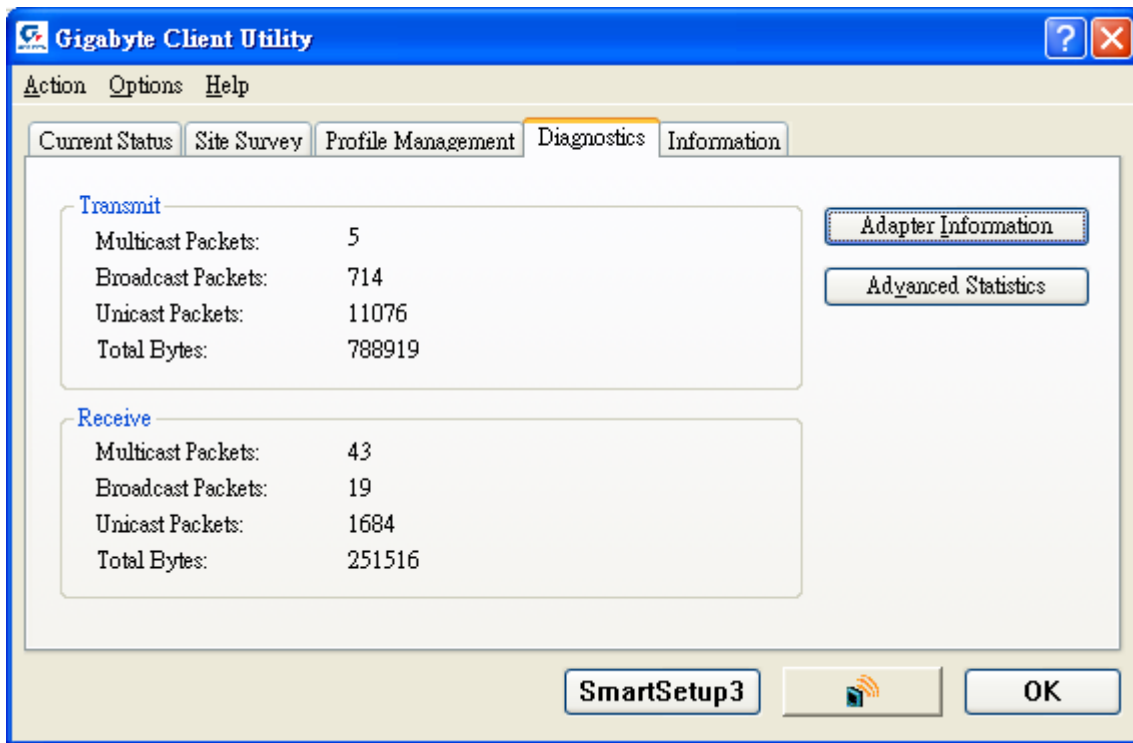 Gigabyte Client Utility
Action Options Help
Current Status Site Survey Profile Management Diagnostics Information
Transmit
Multicast Packets: 5
Broadcast Packets: 714
Unicast Packets: 11076
Total Bytes: 788919
Adapter Information
Advanced Statistics
Receive
Multicast Packets: 43
Broadcast Packets: 19
Unicast Packets: 1684
Total Bytes: 251516
SmartSetup3 OK